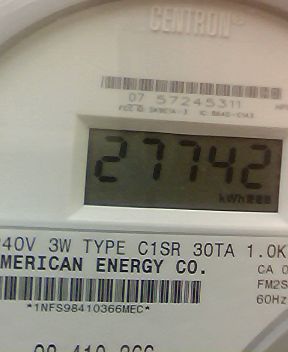 CENTRON®
07 57245311
27742
kWh
240V 3W TYPE C1SR 30TA 1.0K
AMERICAN ENERGY CO.
CA 0
FM2S
60Hz
*1NFS98410366MEC*